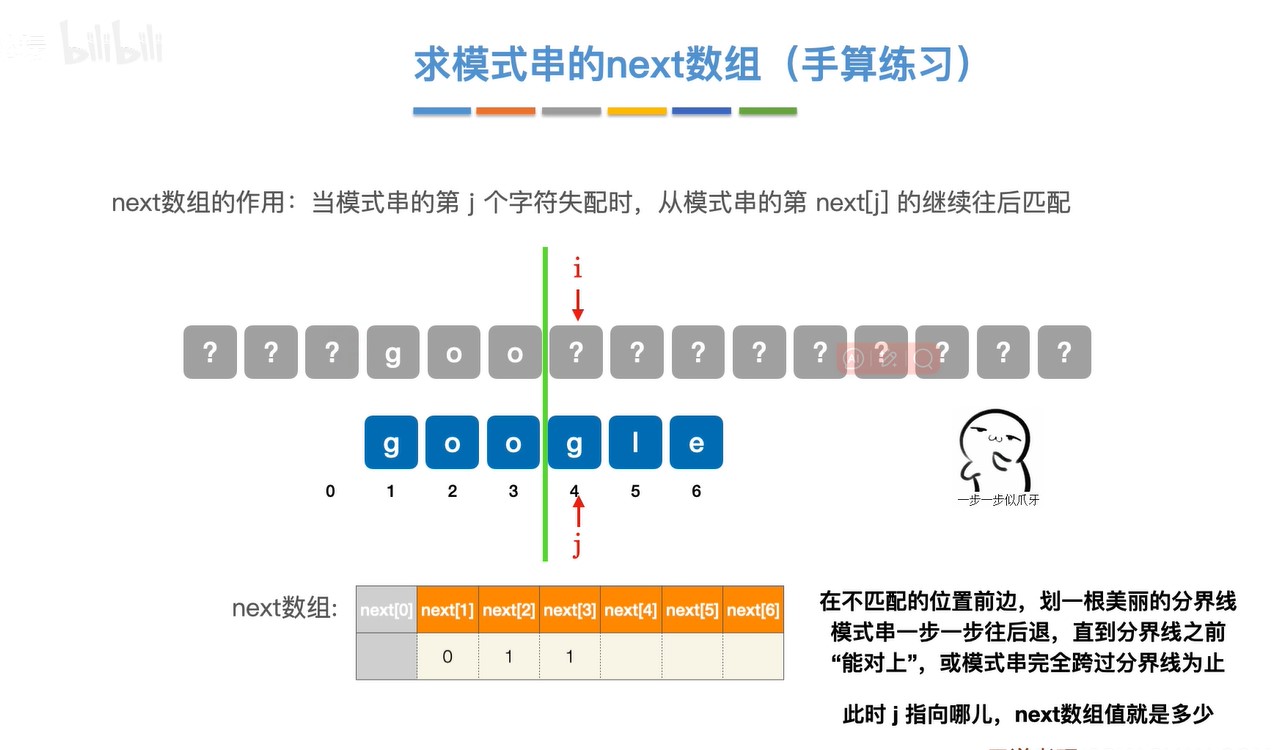 bilibili
求模式串的next数组（手算练习）
next数组的作用：当模式串的第 j 个字符失配时，从模式串的第 next[j] 的继续往后匹配
i
? ? ? g o o ? ? ? ? ? ? ? ? ?
g o o g l e
0 1 2 3 4 5 6
j
一步一步似爪牙
next数组:
next[0] next[1] next[2] next[3] next[4] next[5] next[6]
0 1 1
在不匹配的位置前边，划一根美丽的分界线
模式串一步一步往后退，直到分界线之前
“能对上”，或模式串完全跨过分界线为止
此时 j 指向哪儿，next数组值就是多少